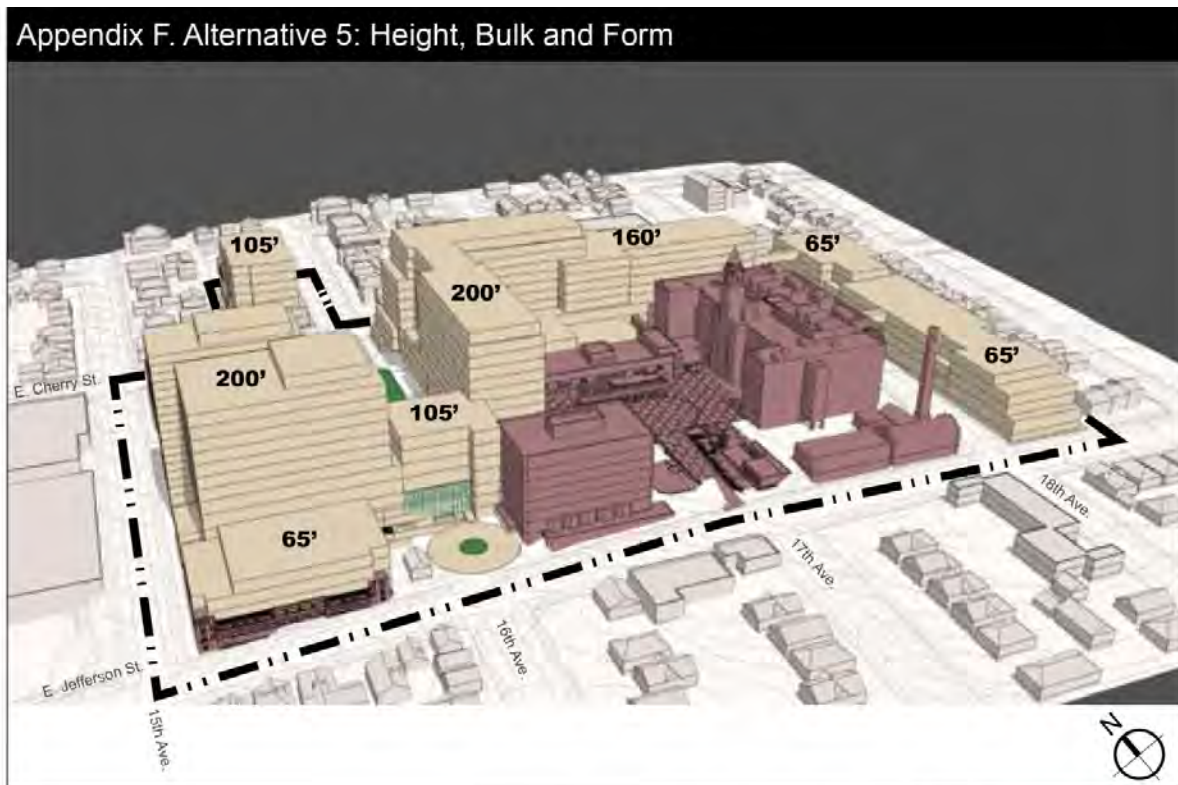 Appendix F. Alternative 5: Height, Bulk and Form
105'
160'
65'
200'
65'
E. Cherry St.
200'
105'
18th Ave.
65'
17th Ave.
16th Ave.
E. Jefferson St.
15th Ave.
N